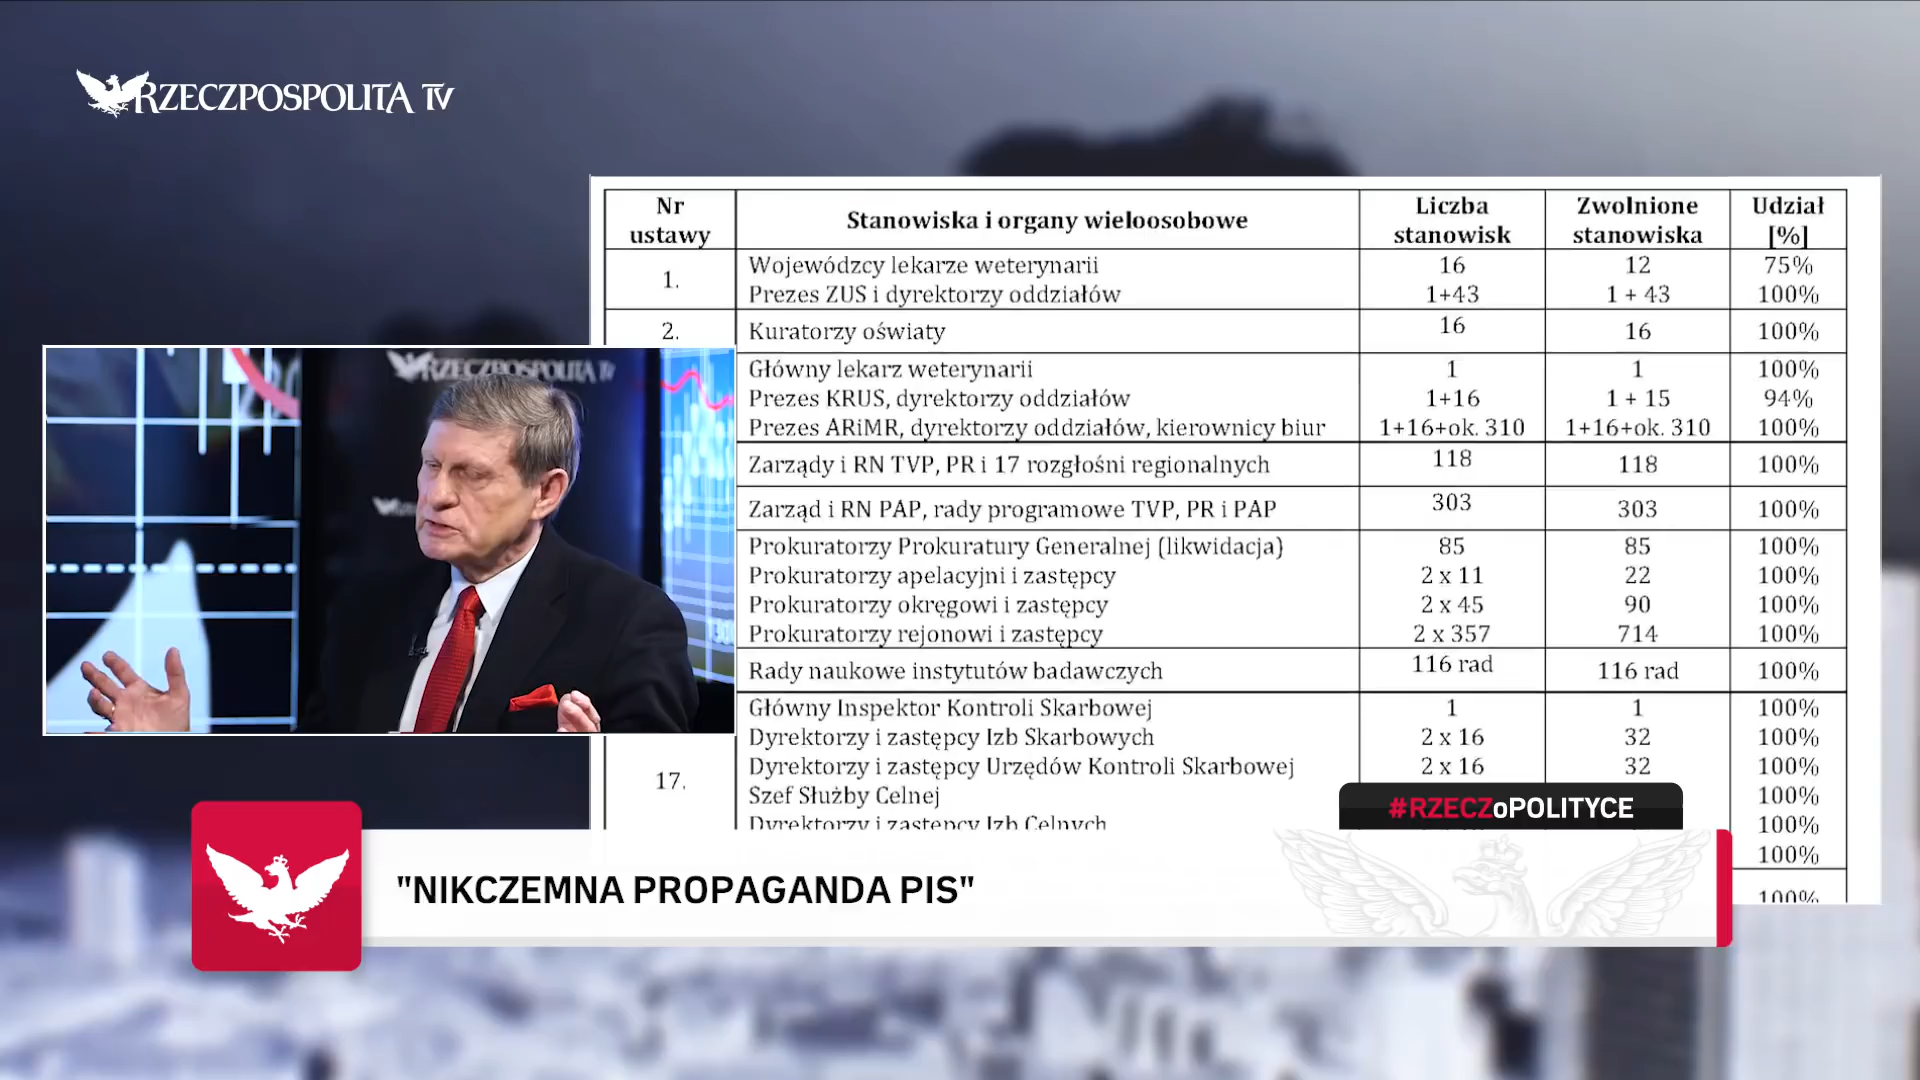 RZECZPOSPOLITA TV
Nr ustawy Stanowiska i organy wieloosobowe Liczba stanowisk Zwolnione stanowiska Udział [%]
1. Wojewódzcy lekarze weterynarii 16 12 75%
Prezes ZUS i dyrektorzy oddziałów 1+43 1 + 43 100%
2. Kuratorzy oświaty 16 16 100%
Główny lekarz weterynarii 1 1 100%
Prezes KRUS, dyrektorzy oddziałów 1+16 1 + 15 94%
Prezes ARiMR, dyrektorzy oddziałów, kierownicy biur 1+16+ok. 310 1+16+ok. 310 100%
Zarządy i RN TVP, PR i 17 rozgłośni regionalnych 118 118 100%
Zarząd i RN PAP, rady programowe TVP, PR i PAP 303 303 100%
Prokuratorzy Prokuratury Generalnej (likwidacja) 85 85 100%
Prokuratorzy apelacyjni i zastępcy 2 x 11 22 100%
Prokuratorzy okręgowi i zastępcy 2 x 45 90 100%
Prokuratorzy rejonowi i zastępcy 2 x 357 714 100%
Rady naukowe instytutów badawczych 116 rad 116 rad 100%
Główny Inspektor Kontroli Skarbowej 1 1 100%
Dyrektorzy i zastępcy Izb Skarbowych 2 x 16 32 100%
17. Dyrektorzy i zastępcy Urzędów Kontroli Skarbowej 2 x 16 32 100%
Szef Służby Celnej 100%
Dyrektorzy i zastępcy Izb Celnych 100%
100%
100%
RZECZPOSPOLITA TV
#RZECZoPOLITYCE
"NIKCZEMNA PROPAGANDA PIS"